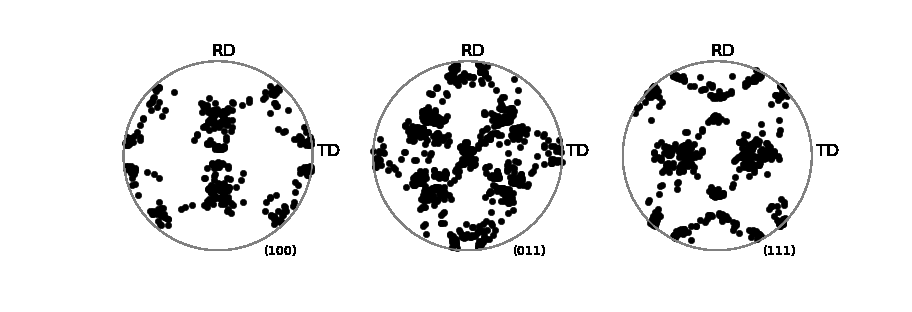 RD RD RD
TD TD TD
(100) (011) (111)